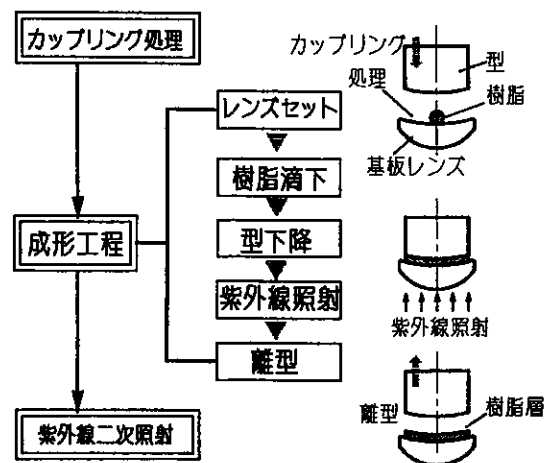 カップリング処理
成形工程
紫外線二次照射
レンズセット
樹脂滴下
型下降
紫外線照射
離型
カップリング
処理
型
樹脂
基板レンズ
紫外線照射
離型
樹脂層